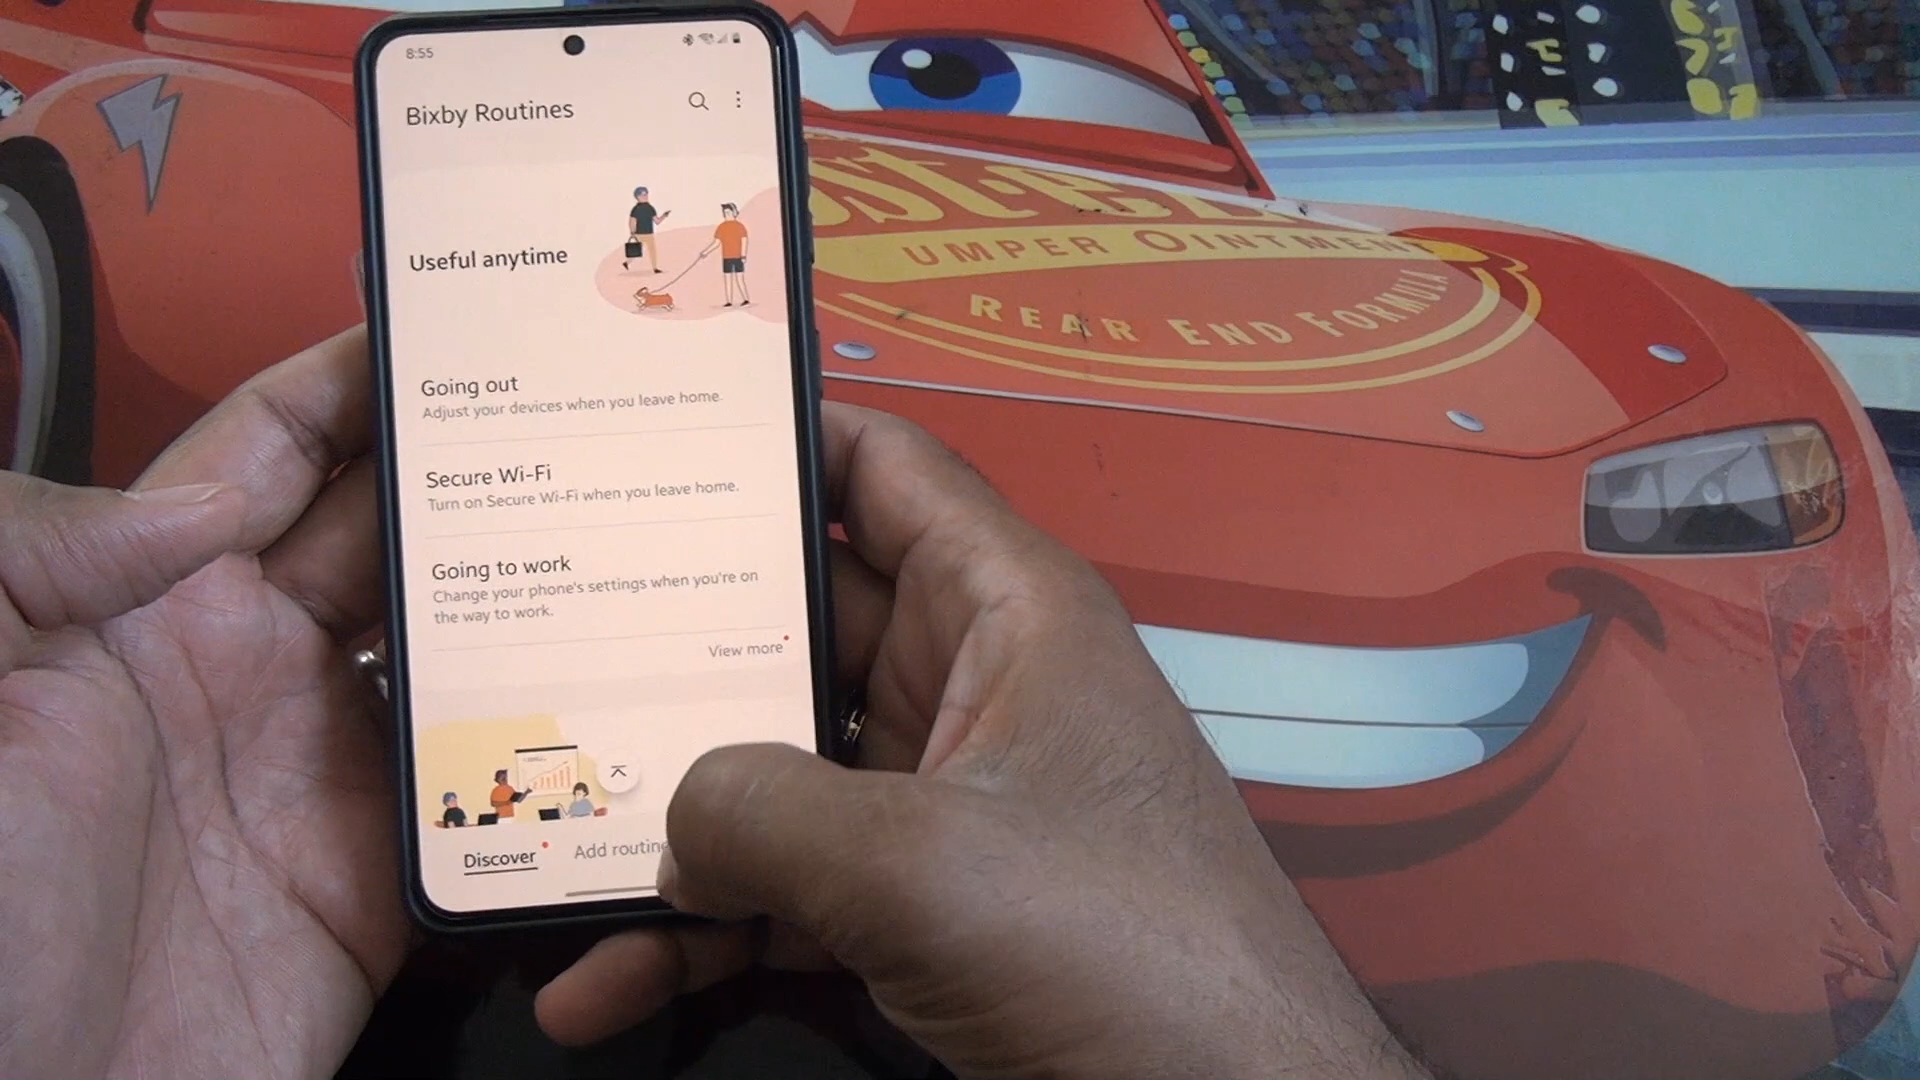 8:55
Bixby Routines
Useful anytime
Going out
Adjust your devices when you leave home.
Secure Wi-Fi
Turn on Secure Wi-Fi when you leave home.
Going to work
Change your phone's settings when you're on
the way to work.
View more
Discover
Add routine
UMPER OINTMENT
REAR END FORMULA